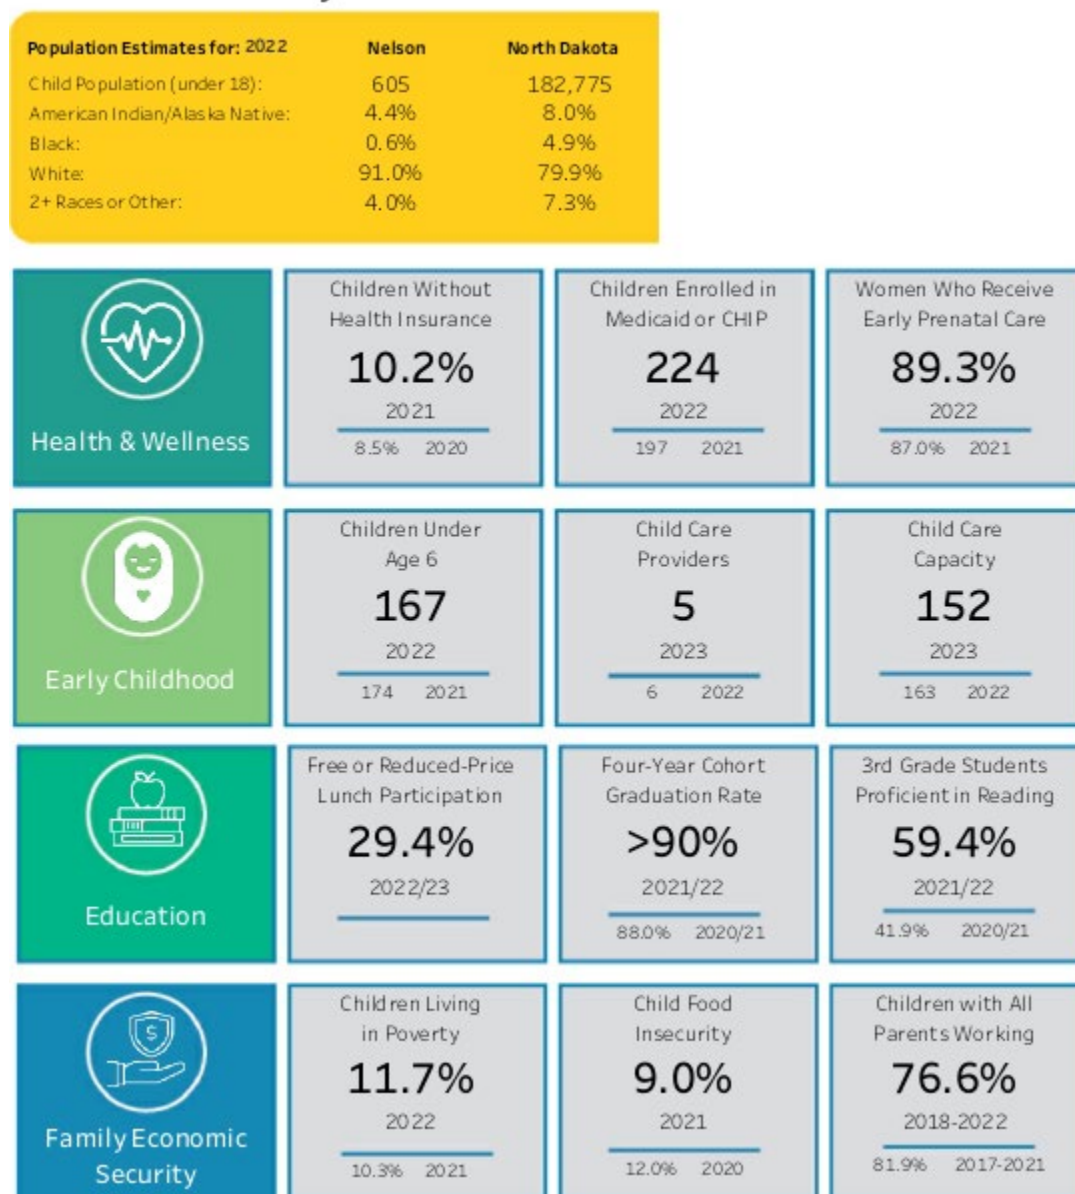 Population Estimates for: 2022 Nelson North Dakota
Child Population (under 18): 605 182,775
American Indian/Alaska Native: 4.4% 8.0%
Black: 0.6% 4.9%
White: 91.0% 79.9%
2+ Races or Other: 4.0% 7.3%
Health & Wellness
Children Without
Health Insurance
10.2%
2021
8.5% 2020
Children Enrolled in
Medicaid or CHIP
224
2022
197 2021
Women Who Receive
Early Prenatal Care
89.3%
2022
87.0% 2021
Early Childhood
Children Under
Age 6
167
2022
174 2021
Child Care
Providers
5
2023
6 2022
Child Care
Capacity
152
2023
163 2022
Education
Free or Reduced-Price
Lunch Participation
29.4%
2022/23
Four-Year Cohort
Graduation Rate
>90%
2021/22
88.0% 2020/21
3rd Grade Students
Proficient in Reading
59.4%
2021/22
41.9% 2020/21
Family Economic
Security
$
Children Living
in Poverty
11.7%
2022
10.3% 2021
Child Food
Insecurity
9.0%
2021
12.0% 2020
Children with All
Parents Working
76.6%
2018-2022
81.9% 2017-2021